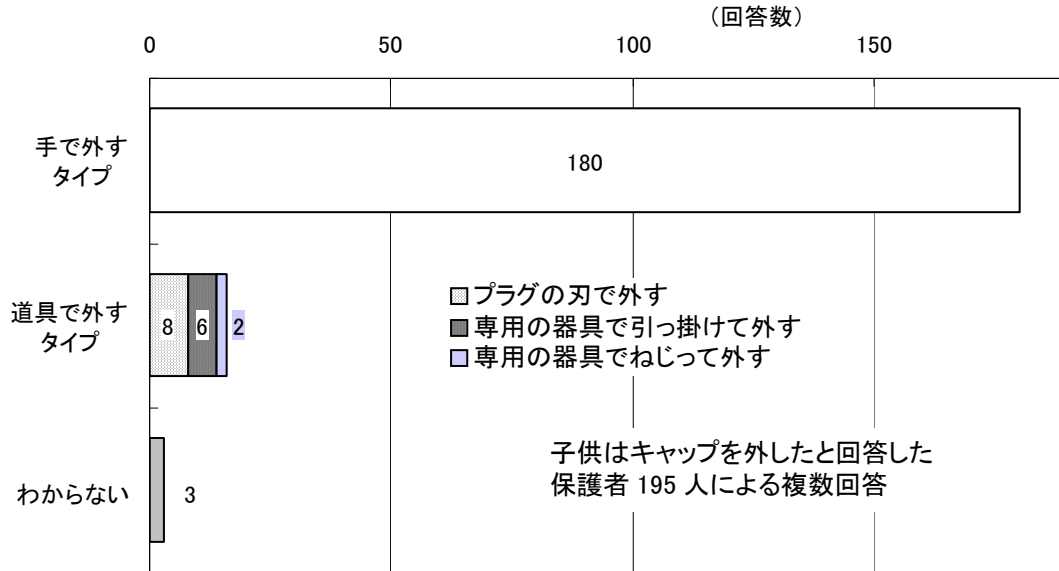 （回答数）
0 50 100 150
手で外す
タイプ
180
道具で外す
タイプ
8 6 2
プラグの刃で外す
専用の器具で引っ掛けて外す
専用の器具でねじって外す
わからない
3
子供はキャップを外したと回答した
保護者 195 人による複数回答